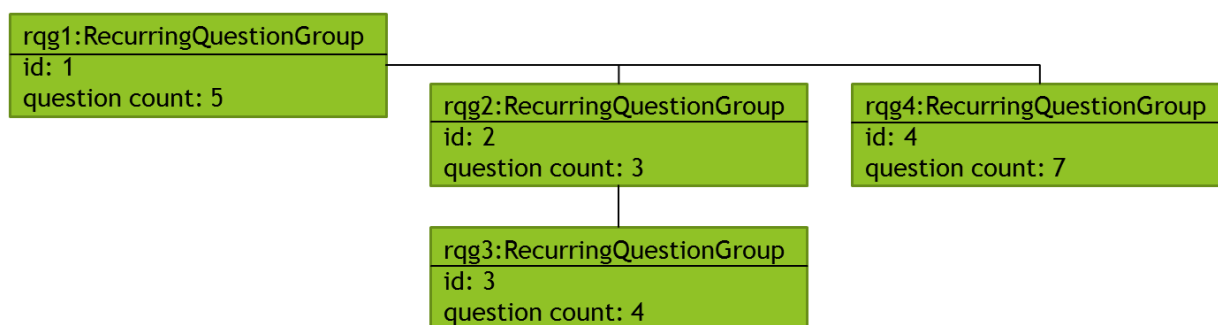 rqg1:RecurringQuestionGroup
id: 1
question count: 5
rqg2:RecurringQuestionGroup
id: 2
question count: 3
rqg4:RecurringQuestionGroup
id: 4
question count: 7
rqg3:RecurringQuestionGroup
id: 3
question count: 4